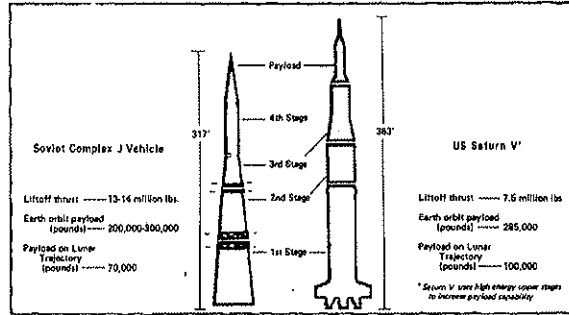 Payload
317'
363'
4th Stage
Soviet Complex J Vehicle
US Saturn V*
3rd Stage
Liftoff thrust 13-14 million lbs.
2nd Stage
Liftoff thrust 7.5 million lbs
Earth orbit payload
(pounds) 200,000-300,000
Earth orbit payload
(pounds) 285,000
Payload on Lunar
Trajectory
(pounds) 70,000
1st Stage
Payload on Lunar
Trajectory
(pounds) 100,000
* Saturn V uses high energy upper stages
to increase payload capability